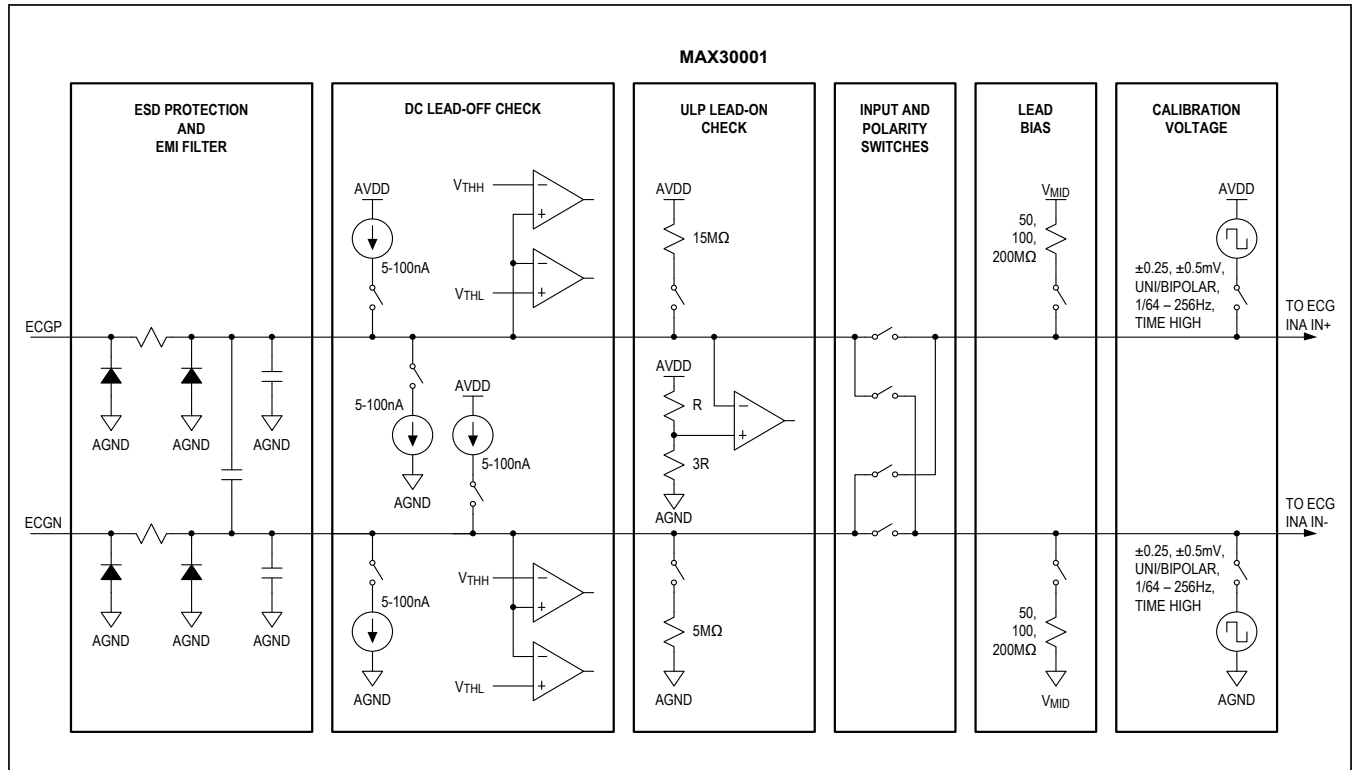 MAX30001
ESD PROTECTION
AND
EMI FILTER
DC LEAD-OFF CHECK
ULP LEAD-ON
CHECK
INPUT AND
POLARITY
SWITCHES
LEAD
BIAS
CALIBRATION
VOLTAGE
AVDD
5-100nA
VTHH
VTHL
AVDD
15MΩ
VMID
50,
100,
200MΩ
AVDD
±0.25, ±0.5mV,
UNI/BIPOLAR,
1/64 – 256Hz,
TIME HIGH
ECGP
TO ECG
INA IN+
AGND
AGND
AGND
5-100nA
AGND
AVDD
5-100nA
AVDD
R
3R
AGND
ECGN
TO ECG
INA IN-
AGND
AGND
AGND
5-100nA
AGND
VTHH
VTHL
5MΩ
AGND
50,
100,
200MΩ
VMID
±0.25, ±0.5mV,
UNI/BIPOLAR,
1/64 – 256Hz,
TIME HIGH
AGND